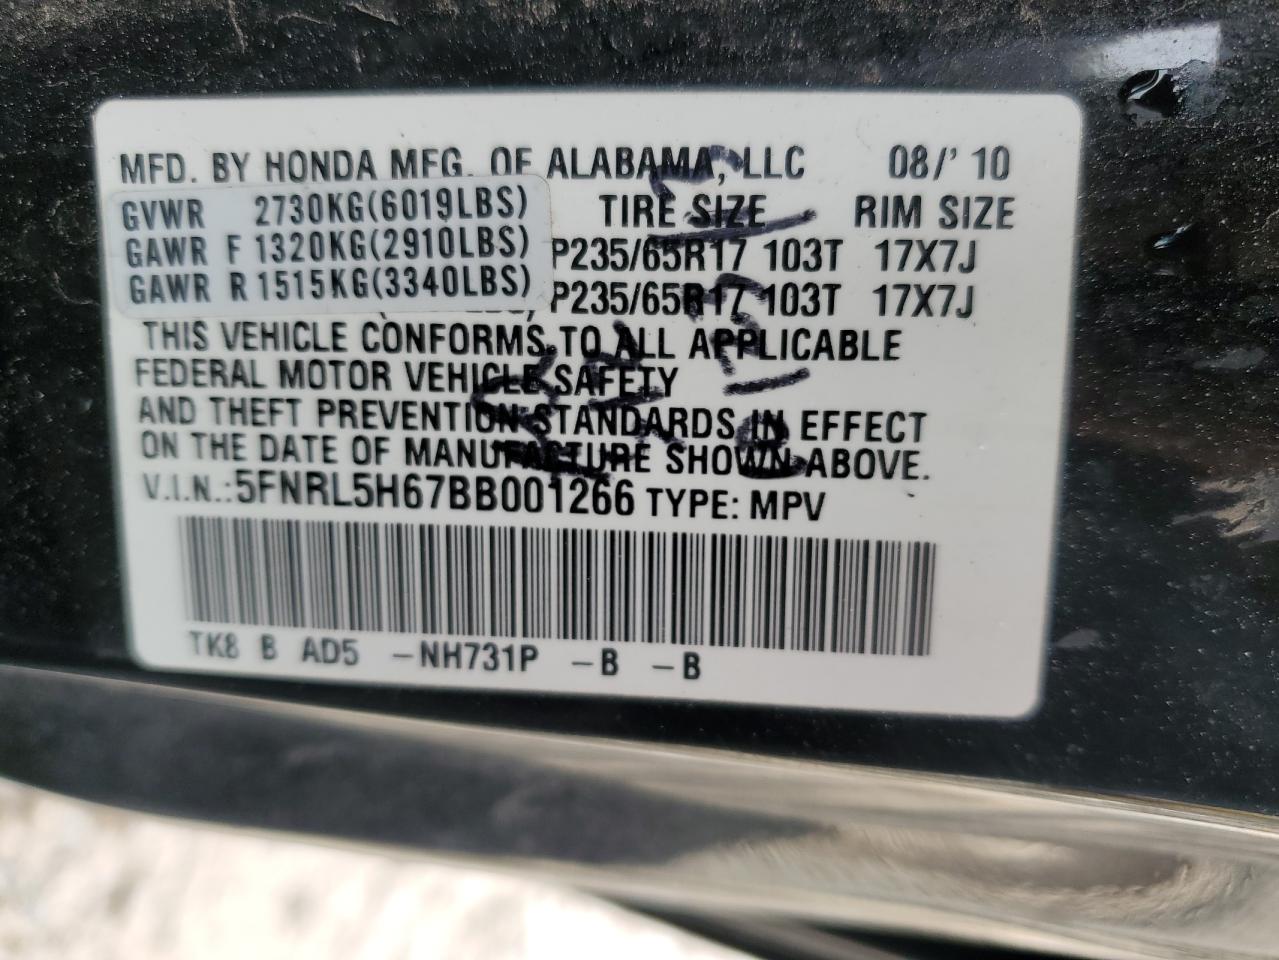 MFD. BY HONDA MFG. OF ALABAMA, LLC 08/'10
GVWR 2730KG(6019LBS) TIRE SIZE RIM SIZE
GAWR F 1320KG(2910LBS) P235/65R17 103T 17X7J
GAWR R 1515KG(3340LBS) P235/65R17 103T 17X7J
THIS VEHICLE CONFORMS TO ALL APPLICABLE
FEDERAL MOTOR VEHICLE SAFETY
AND THEFT PREVENTION STANDARDS IN EFFECT
ON THE DATE OF MANUFACTURE SHOWN ABOVE.
V.I.N.:5FNRL5H67BB001266 TYPE: MPV
TK8 B AD5 -NH731P -B -B